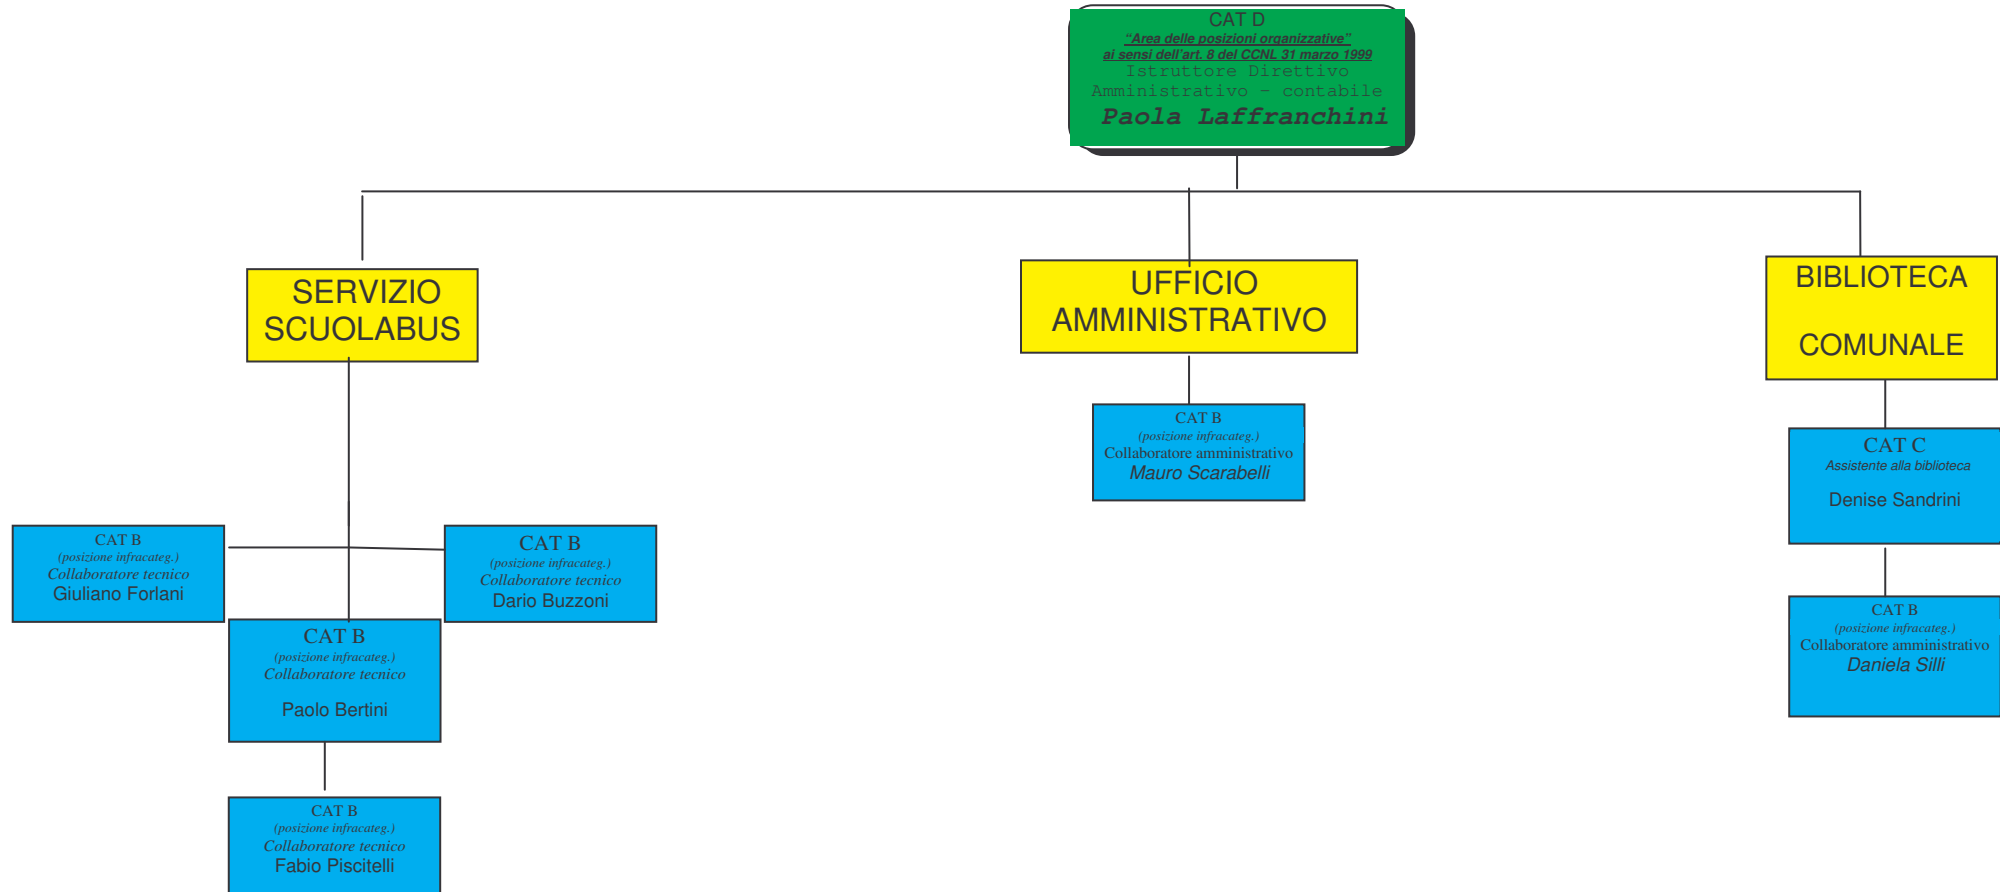 CAT D
“Area delle posizioni organizzative”
ai sensi dell’art. 8 del CCNL 31 marzo 1999
Istruttore Direttivo
Amministrativo – contabile
Paola Laffranchini
SERVIZIO
SCUOLABUS
UFFICIO
AMMINISTRATIVO
BIBLIOTECA
COMUNALE
CAT B
(posizione infracateg.)
Collaboratore amministrativo
Mauro Scarabelli
CAT C
Assistente alla biblioteca
Denise Sandrini
CAT B
(posizione infracateg.)
Collaboratore tecnico
Giuliano Forlani
CAT B
(posizione infracateg.)
Collaboratore tecnico
Dario Buzzoni
CAT B
(posizione infracateg.)
Collaboratore tecnico
Paolo Bertini
CAT B
(posizione infracateg.)
Collaboratore amministrativo
Daniela Silli
CAT B
(posizione infracateg.)
Collaboratore tecnico
Fabio Piscitelli